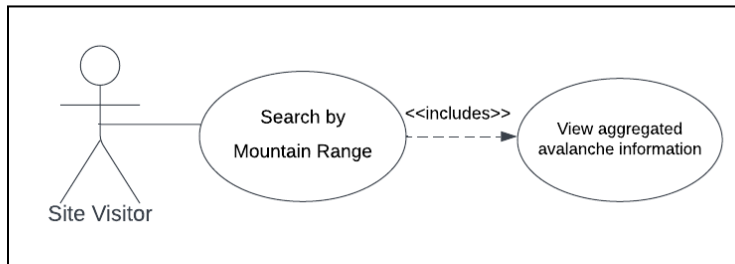 Search by
Mountain Range
<<includes>>
View aggregated
avalanche information
Site Visitor